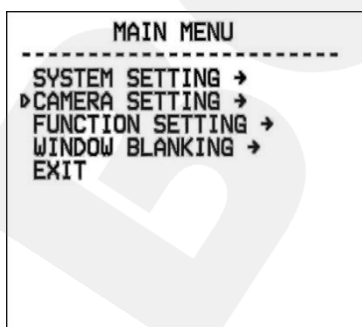 MAIN MENU
---------------------------
SYSTEM SETTING →
▷CAMERA SETTING →
FUNCTION SETTING →
WINDOW BLANKING →
EXIT